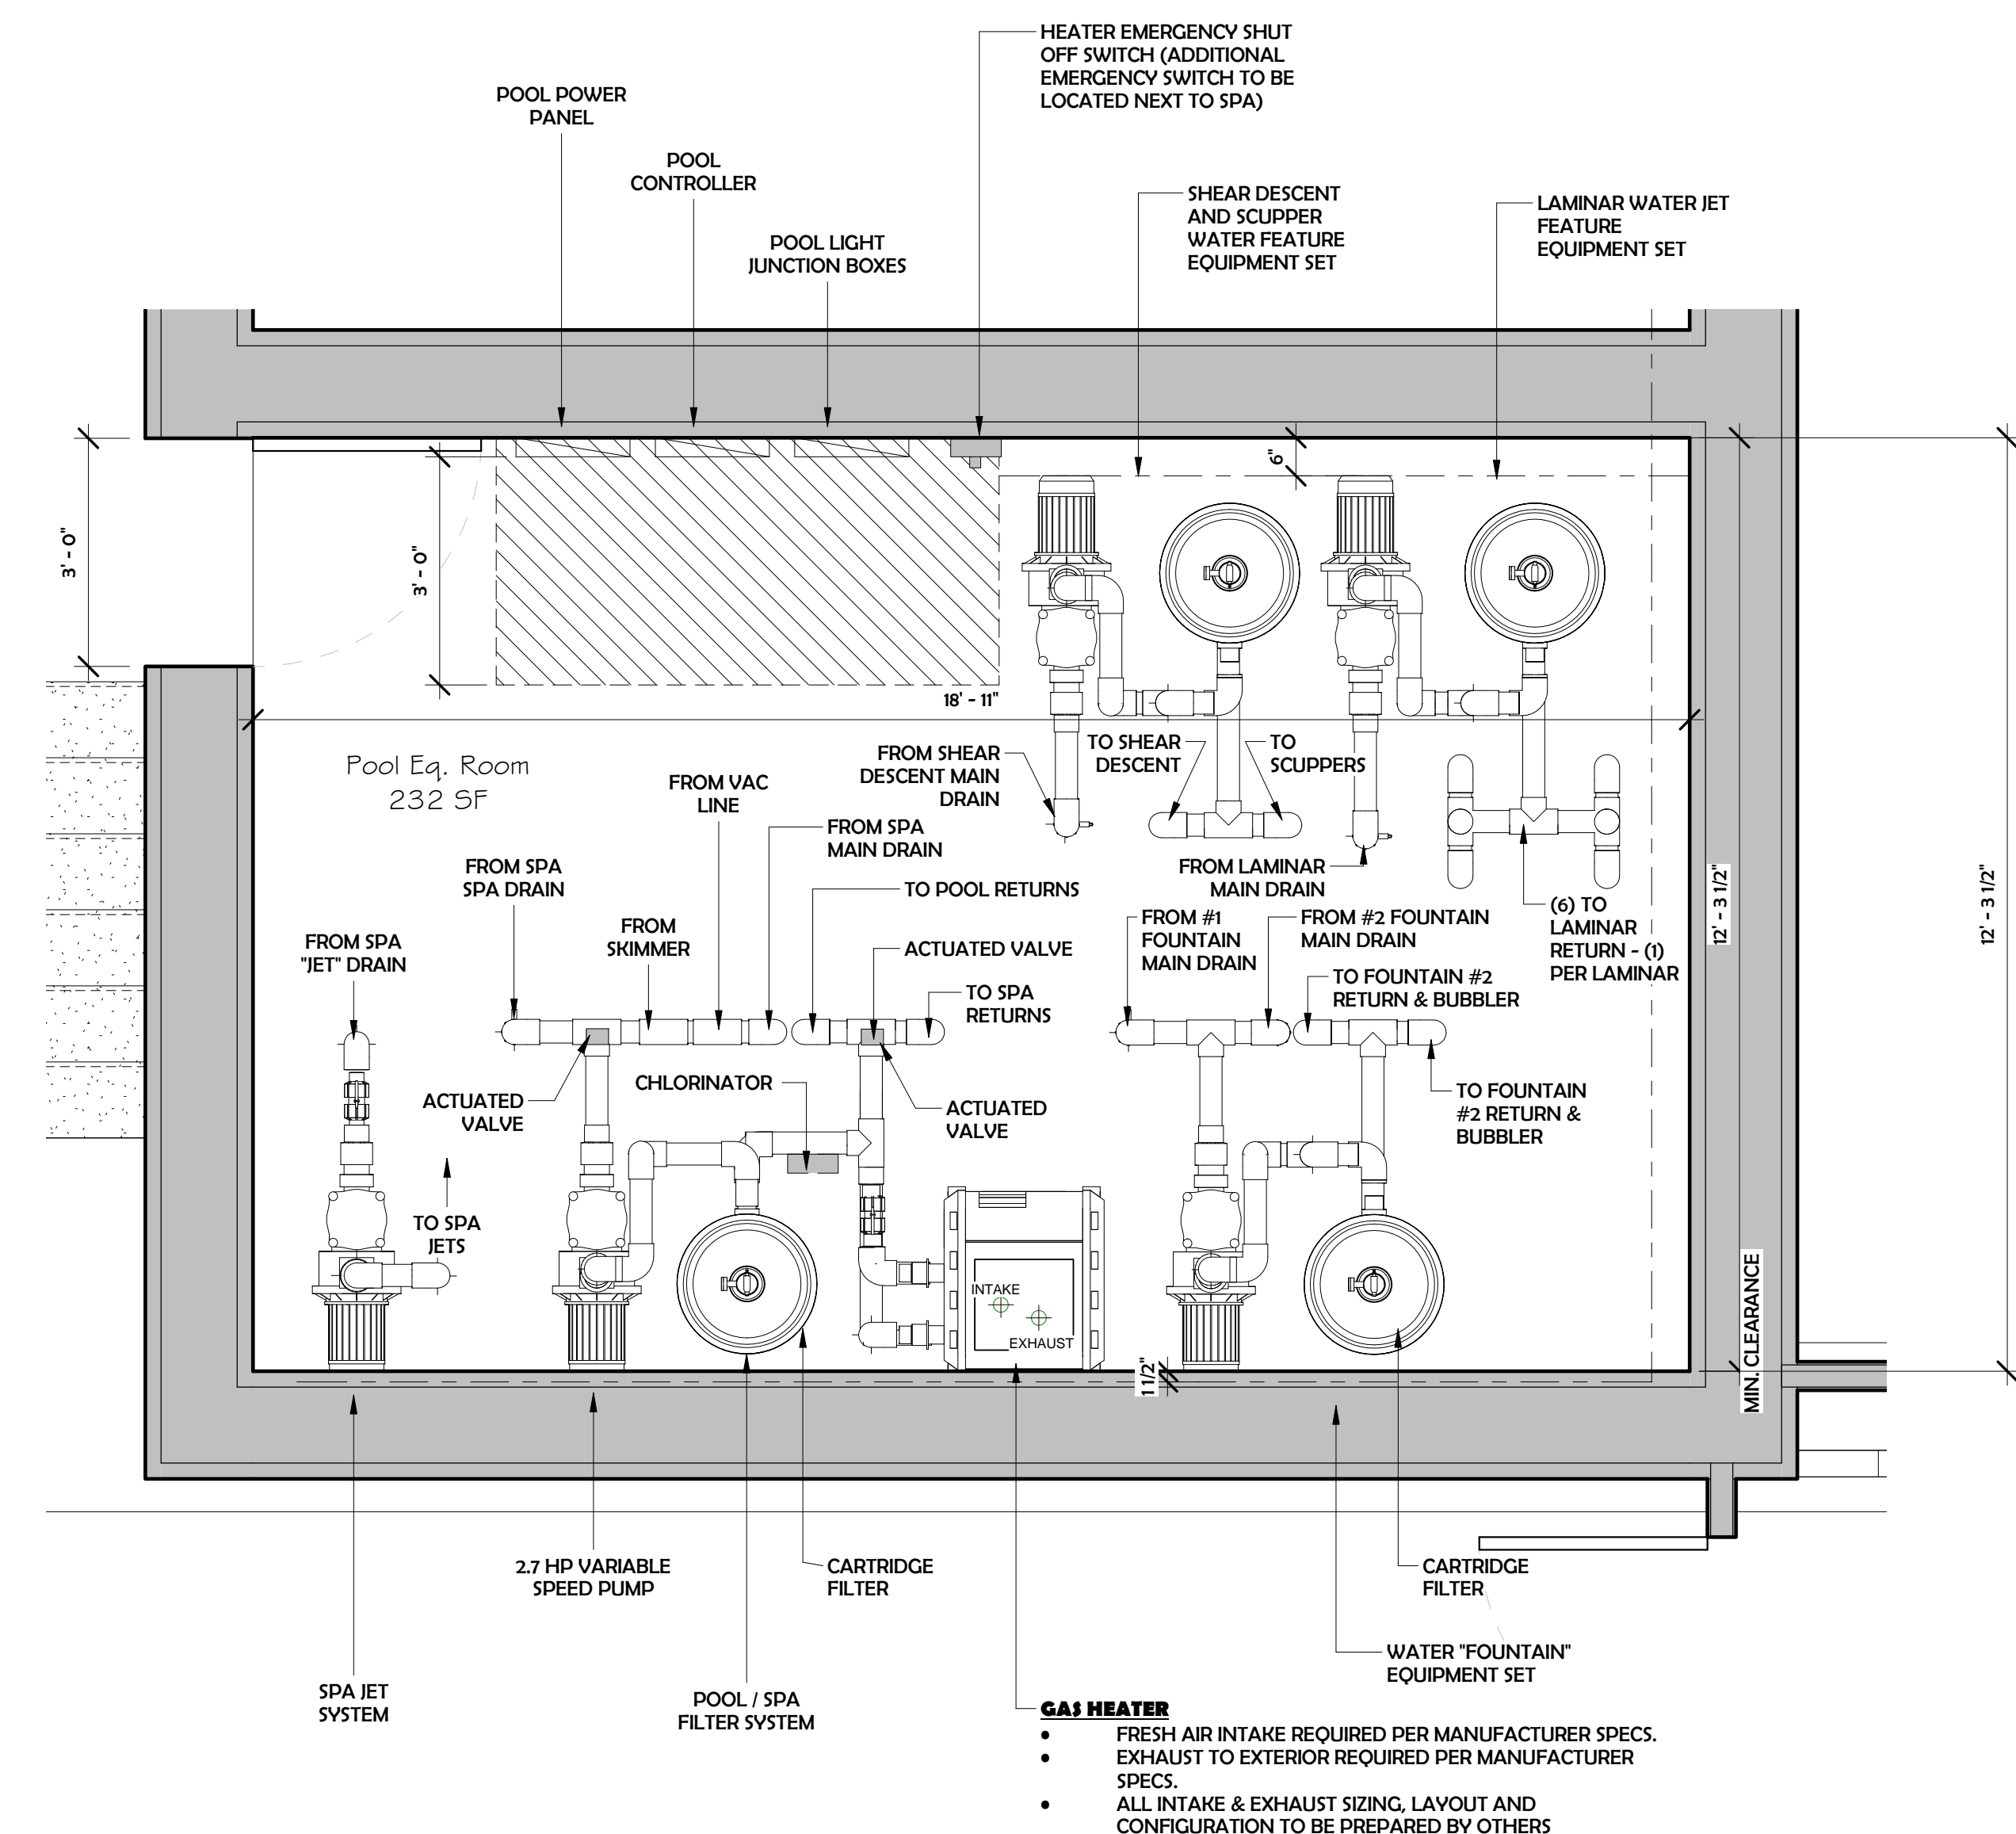 HEATER EMERGENCY SHUT
OFF SWITCH (ADDITIONAL
EMERGENCY SWITCH TO BE
LOCATED NEXT TO SPA)
POOL POWER
PANEL
POOL
CONTROLLER
POOL LIGHT
JUNCTION BOXES
SHEAR DESCENT
AND SCUPPER
WATER FEATURE
EQUIPMENT SET
LAMINAR WATER JET
FEATURE
EQUIPMENT SET
3' - 0"
3' - 0"
6"
18' - 11"
Pool Eq. Room
232 SF
FROM SHEAR
DESCENT MAIN
DRAIN
TO SHEAR
DESCENT
TO
SCUPPERS
FROM VAC
LINE
FROM SPA
MAIN DRAIN
FROM SPA
SPA DRAIN
TO POOL RETURNS
FROM LAMINAR
MAIN DRAIN
(6) TO
LAMINAR
RETURN - (1)
PER LAMINAR
12' - 3 1/2"
12' - 3 1/2"
FROM SPA
"JET" DRAIN
FROM
SKIMMER
ACTUATED VALVE
FROM #1
FOUNTAIN
MAIN DRAIN
FROM #2 FOUNTAIN
MAIN DRAIN
TO SPA
RETURNS
TO FOUNTAIN #2
RETURN & BUBBLER
ACTUATED
VALVE
CHLORINATOR
ACTUATED
VALVE
TO FOUNTAIN
#2 RETURN &
BUBBLER
TO SPA
JETS
INTAKE
EXHAUST
1 1/2"
MIN. CLEARANCE
2.7 HP VARIABLE
SPEED PUMP
CARTRIDGE
FILTER
CARTRIDGE
FILTER
SPA JET
SYSTEM
POOL / SPA
FILTER SYSTEM
WATER "FOUNTAIN"
EQUIPMENT SET
GAS HEATER
• FRESH AIR INTAKE REQUIRED PER MANUFACTURER SPECS.
• EXHAUST TO EXTERIOR REQUIRED PER MANUFACTURER
SPECS.
• ALL INTAKE & EXHAUST SIZING, LAYOUT AND
CONFIGURATION TO BE PREPARED BY OTHERS